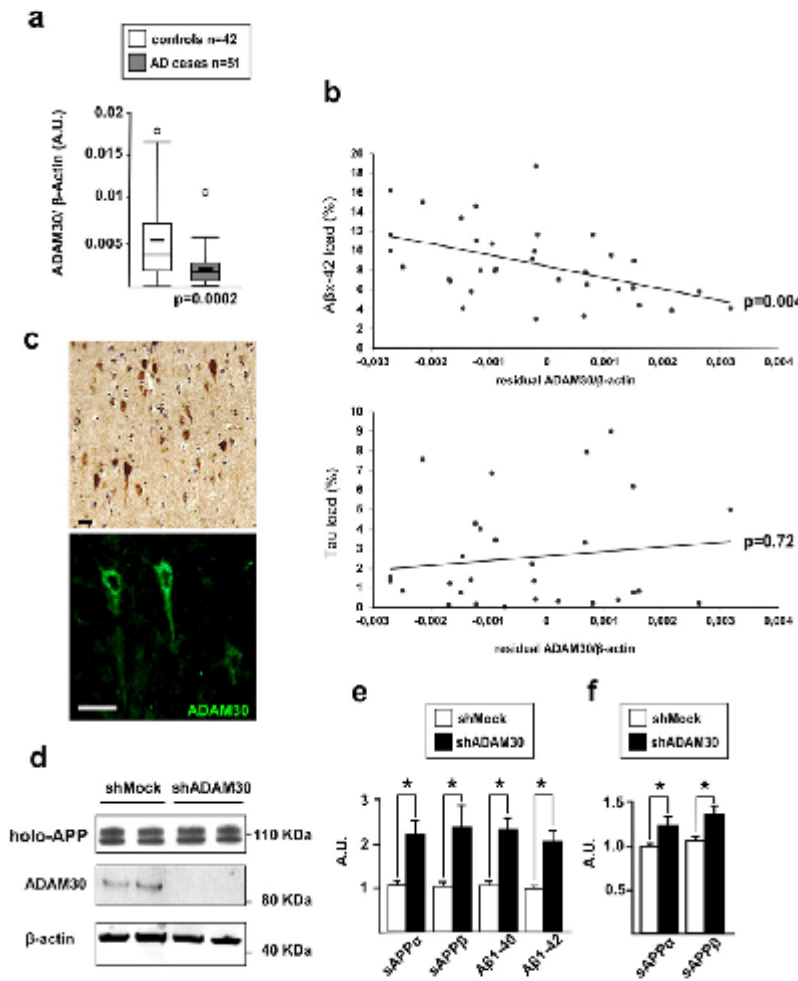 a
controls n=42
AD cases n=51
ADAM30/ β-Actin (A.U.)
0.02
0.015
0.01
0.005
p=0.0002
b
Aβx-42 load (%)
20
18
16
14
12
10
8
6
4
2
0
-0,003
-0,002
-0,001
0
0,001
0,002
0,003
0,004
residual ADAM30/β-actin
p=0.004
Tau load (%)
10
9
8
7
6
5
4
3
2
1
0
-0,003
-0,002
-0,001
0
0,001
0,002
0,003
0,004
residual ADAM30/β-actin
p=0.72
c
ADAM30
d
shMock shADAM30
holo-APP
110 KDa
ADAM30
80 KDa
β-actin
40 KDa
e
shMock
shADAM30
A.U.
3
2
1
* * * *
sAPPα
sAPPβ
Aβ1-40
Aβ1-42
f
shMock
shADAM30
A.U.
1.5
1.0
0.5
* *
sAPPα
sAPPβ